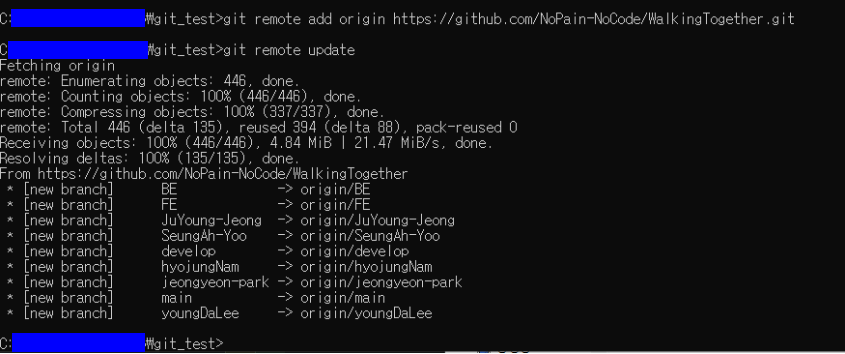 C:₩git_test>git remote add origin https://github.com/NoPain-NoCode/WalkingTogether.git
C:₩git_test>git remote update
Fetching origin
remote: Enumerating objects: 446, done.
remote: Counting objects: 100% (446/446), done.
remote: Compressing objects: 100% (337/337), done.
remote: Total 446 (delta 135), reused 394 (delta 88), pack-reused 0
Receiving objects: 100% (446/446), 4.84 MiB | 21.47 MiB/s, done.
Resolving deltas: 100% (135/135), done.
From https://github.com/NoPain-NoCode/WalkingTogether
* [new branch] BE -> origin/BE
* [new branch] FE -> origin/FE
* [new branch] JuYoung-Jeong -> origin/JuYoung-Jeong
* [new branch] SeungAh-Yoo -> origin/SeungAh-Yoo
* [new branch] develop -> origin/develop
* [new branch] hyojungNam -> origin/hyojungNam
* [new branch] jeongyeon-park -> origin/jeongyeon-park
* [new branch] main -> origin/main
* [new branch] youngDaLee -> origin/youngDaLee
C:₩git_test>